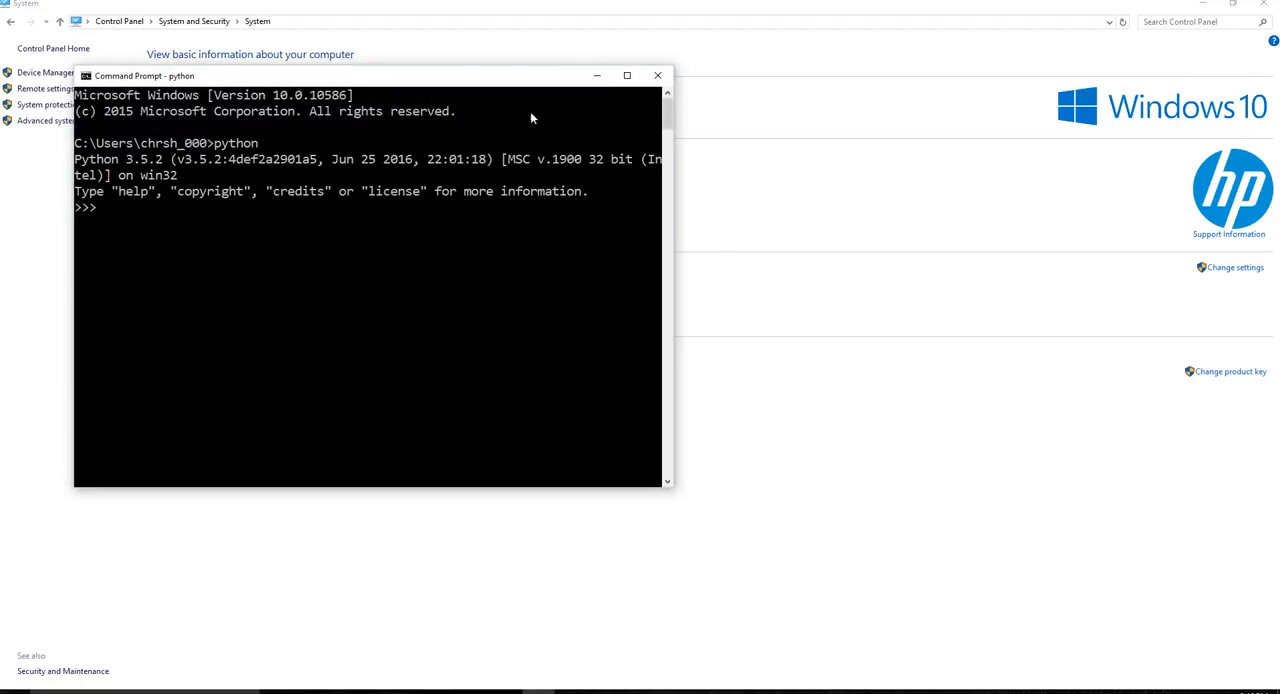 System
Control Panel > System and Security > System
Search Control Panel
Control Panel Home
View basic information about your computer
Device Manage
Remote settings
System protecti
Advanced syste
Command Prompt - python
Microsoft Windows [Version 10.0.10586]
(c) 2015 Microsoft Corporation. All rights reserved.
C:\Users\chrsh_000>python
Python 3.5.2 (v3.5.2:4def2a2901a5, Jun 25 2016, 22:01:18) [MSC v.1900 32 bit (In
tel)] on win32
Type "help", "copyright", "credits" or "license" for more information.
>>>
Windows 10
hp
Support Information
Change settings
Change product key
See also
Security and Maintenance